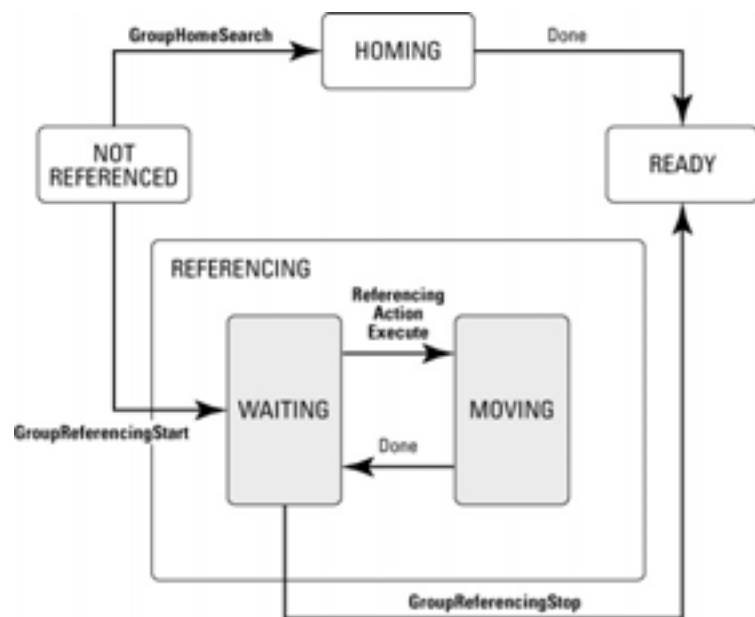 GroupHomeSearch
HOMING
Done
NOT
REFERENCED
READY
REFERENCING
Referencing
Action
Execute
WAITING
MOVING
Done
GroupReferencingStart
GroupReferencingStop